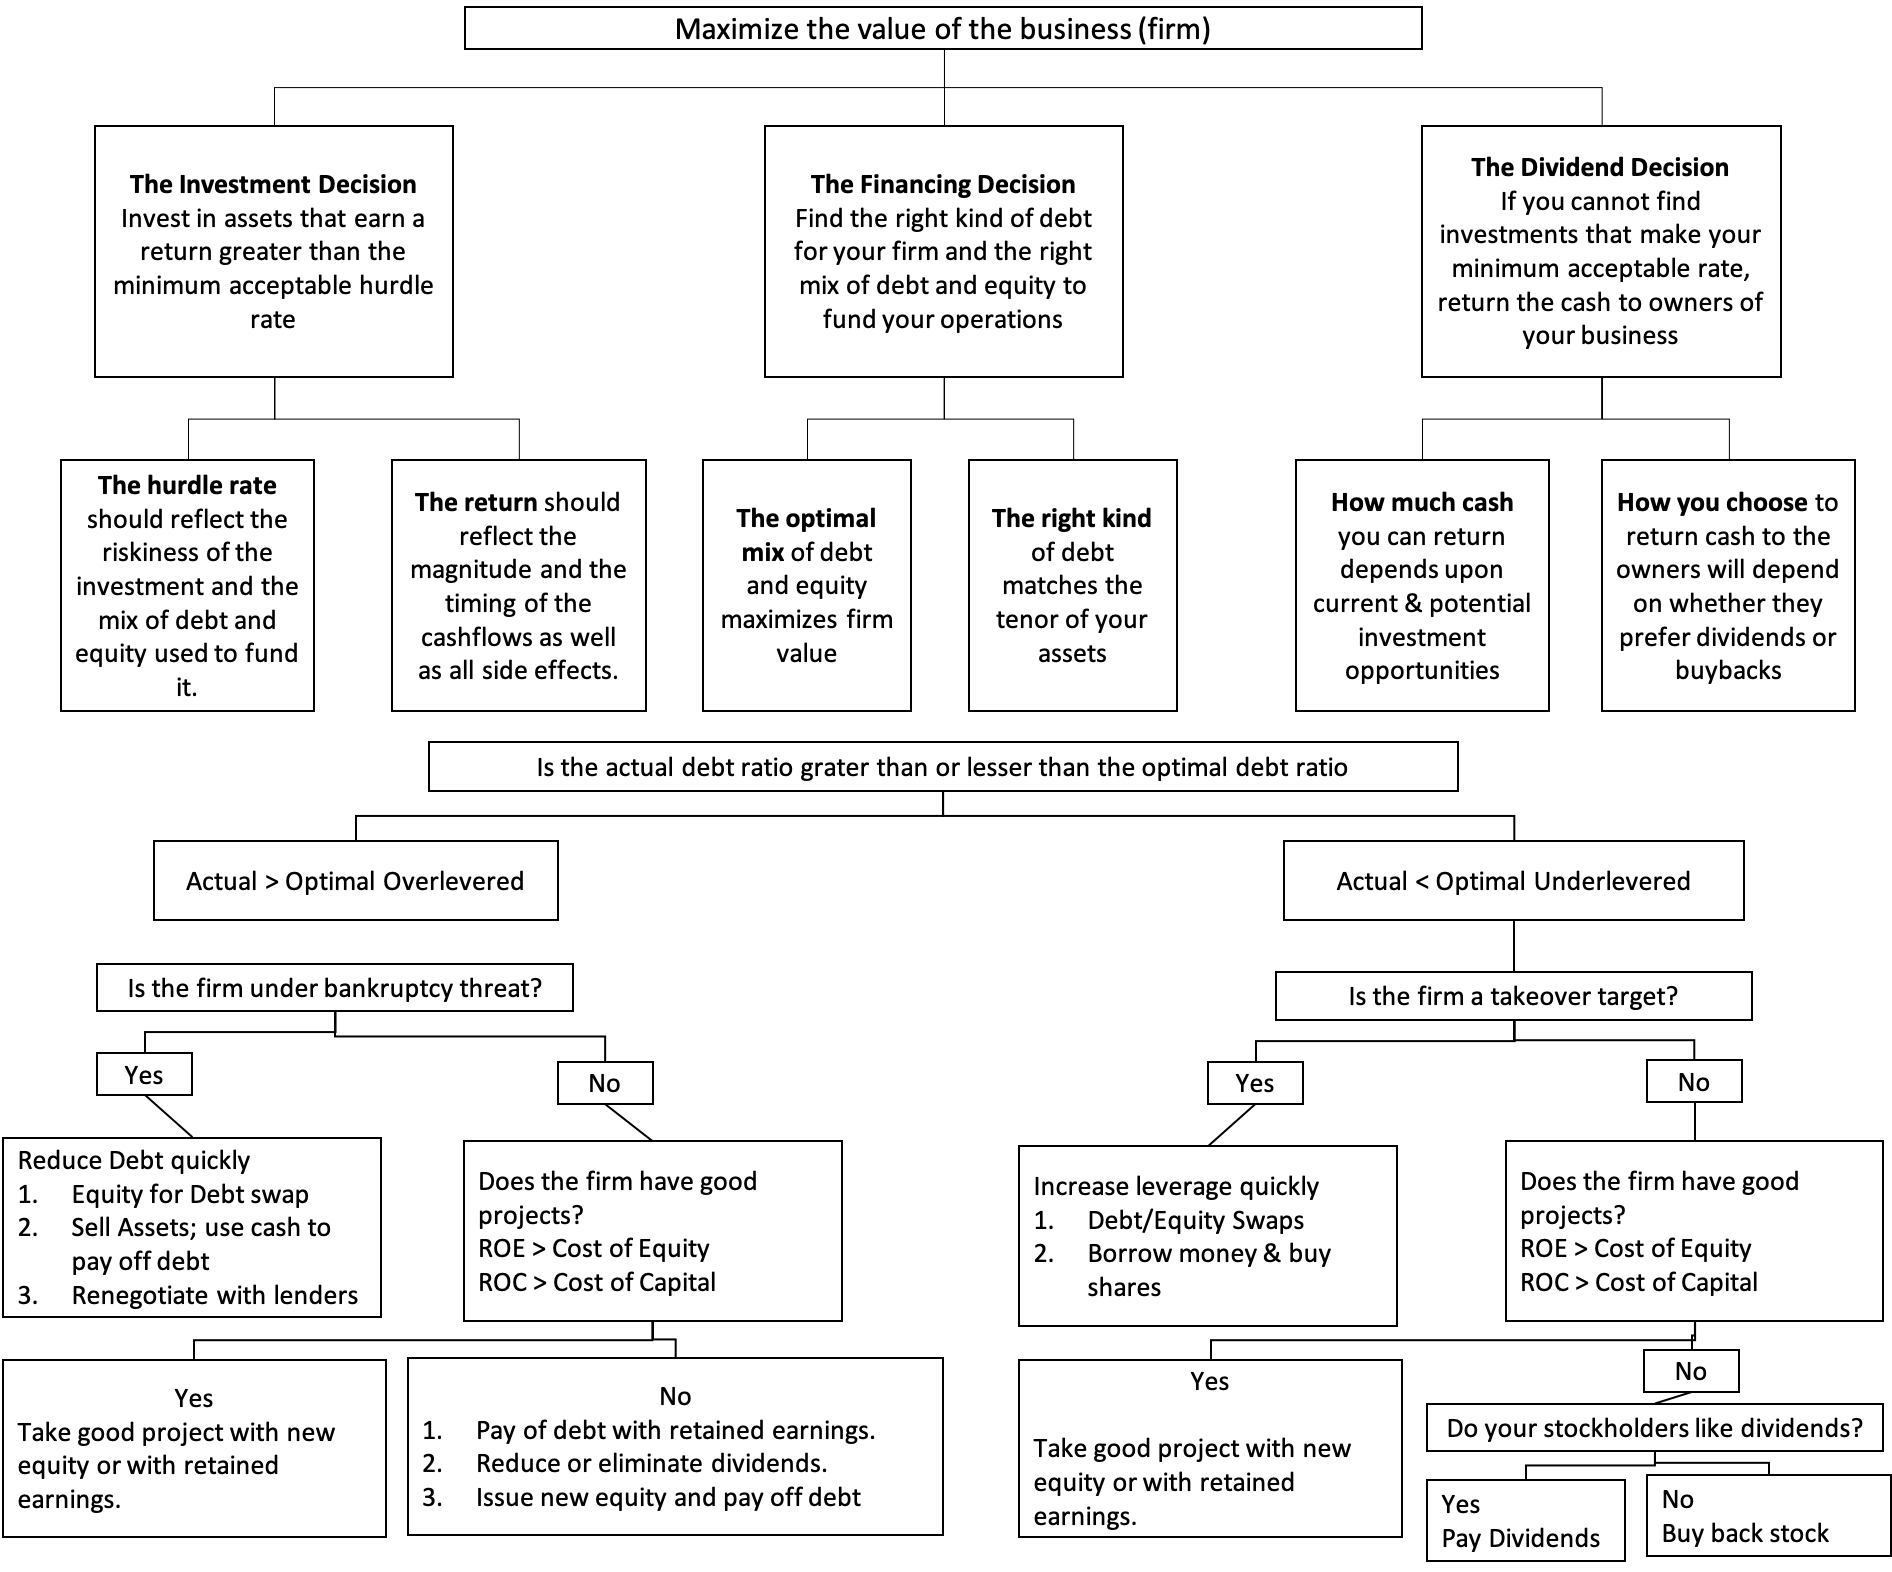 Maximize the value of the business (firm)
The Investment Decision
Invest in assets that earn a
return greater than the
minimum acceptable hurdle
rate
The Financing Decision
Find the right kind of debt
for your firm and the right
mix of debt and equity to
fund your operations
The Dividend Decision
If you cannot find
investments that make your
minimum acceptable rate,
return the cash to owners of
your business
The hurdle rate
should reflect the
riskiness of the
investment and the
mix of debt and
equity used to fund
it.
The return should
reflect the
magnitude and the
timing of the
cashflows as well
as all side effects.
The optimal
mix of debt
and equity
maximizes firm
value
The right kind
of debt
matches the
tenor of your
assets
How much cash
you can return
depends upon
current & potential
investment
opportunities
How you choose to
return cash to the
owners will depend
on whether they
prefer dividends or
buybacks
Is the actual debt ratio grater than or lesser than the optimal debt ratio
Actual > Optimal Overlevered
Actual < Optimal Underlevered
Is the firm under bankruptcy threat?
Is the firm a takeover target?
Yes
No
Yes
No
Reduce Debt quickly
1. Equity for Debt swap
2. Sell Assets; use cash to
pay off debt
3. Renegotiate with lenders
Does the firm have good
projects?
ROE > Cost of Equity
ROC > Cost of Capital
Increase leverage quickly
1. Debt/Equity Swaps
2. Borrow money & buy
shares
Does the firm have good
projects?
ROE > Cost of Equity
ROC > Cost of Capital
Yes
Take good project with new
equity or with retained
earnings.
No
1. Pay of debt with retained earnings.
2. Reduce or eliminate dividends.
3. Issue new equity and pay off debt
Yes
Take good project with new
equity or with retained
earnings.
No
Do your stockholders like dividends?
Yes
Pay Dividends
No
Buy back stock